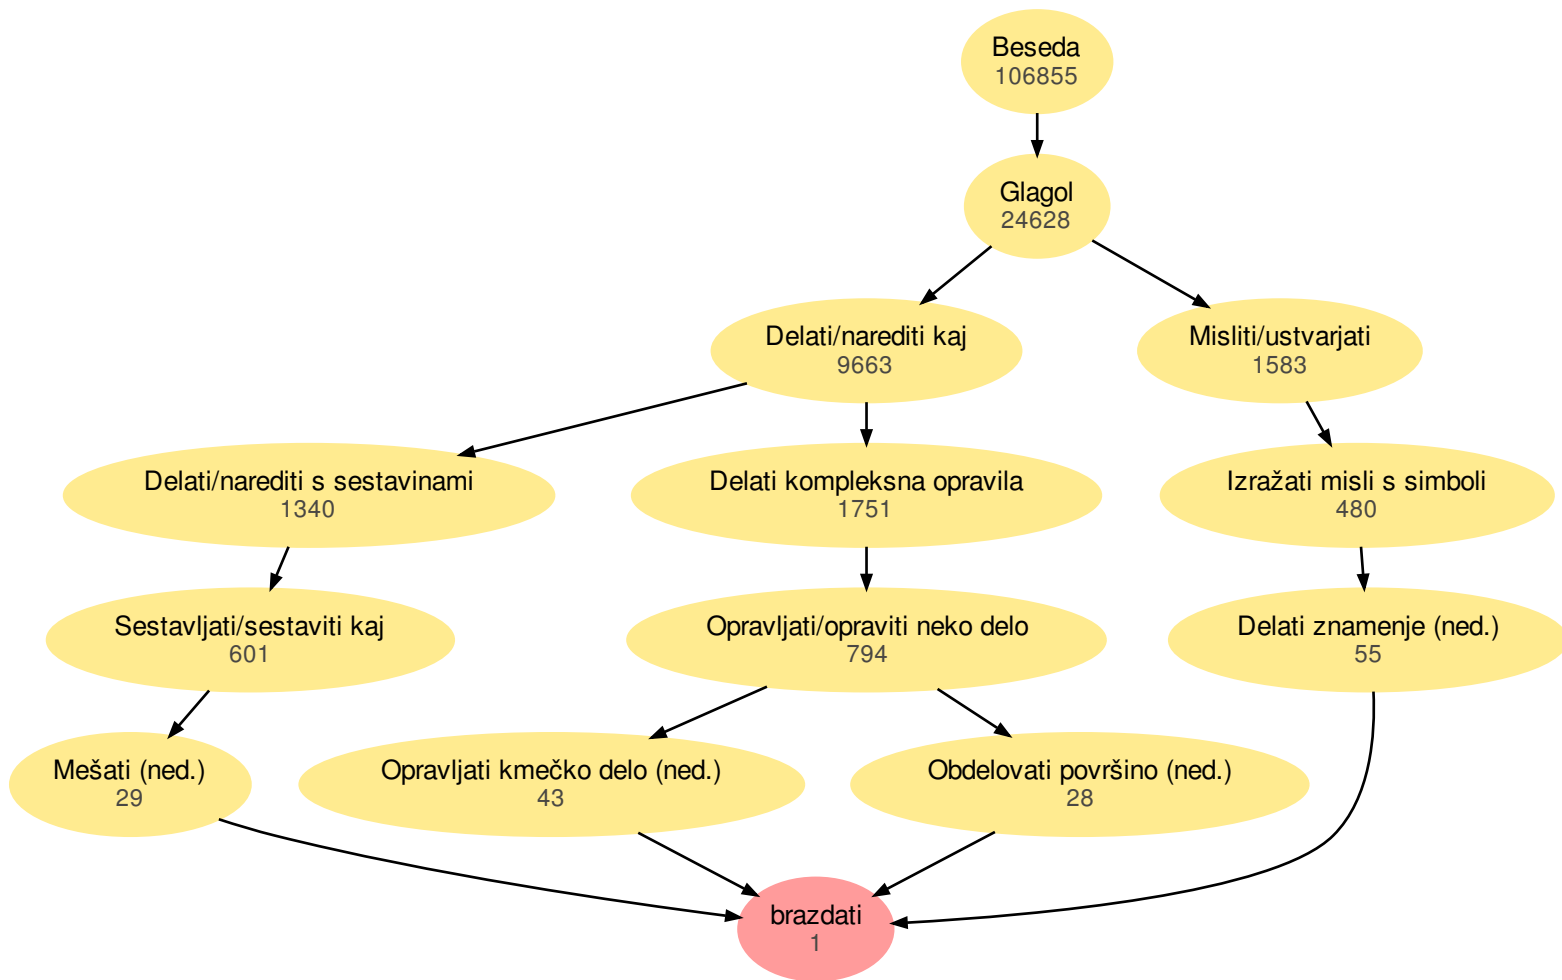 Beseda
106855
Glagol
24628
Delati/narediti kaj
9663
Misliti/ustvarjati
1583
Delati/narediti s sestavinami
1340
Delati kompleksna opravila
1751
Izražati misli s simboli
480
Sestavljati/sestaviti kaj
601
Opravljati/opraviti neko delo
794
Delati znamenje (ned.)
55
Mešati (ned.)
29
Opravljati kmečko delo (ned.)
43
Obdelovati površino (ned.)
28
brazdati
1